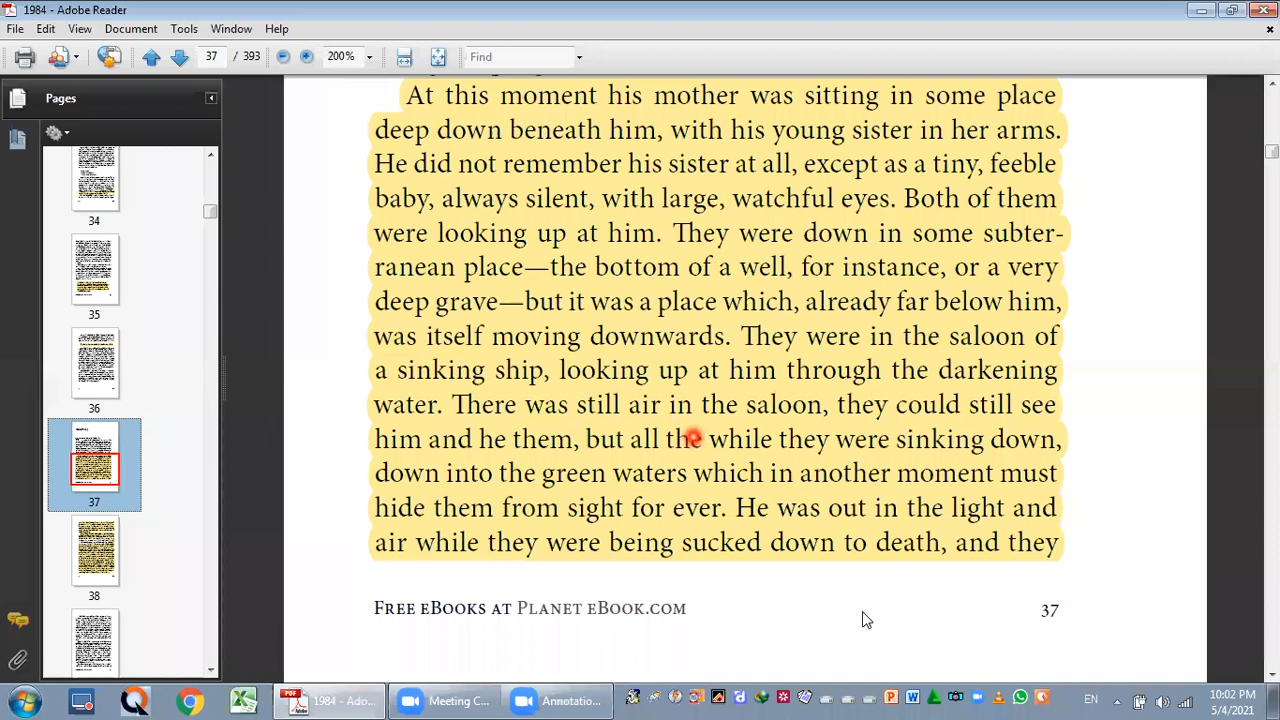 1984 - Adobe Reader
File Edit View Document Tools Window Help
37 / 393 200% Find
Pages
34
35
36
37
38
At this moment his mother was sitting in some place
deep down beneath him, with his young sister in her arms.
He did not remember his sister at all, except as a tiny, feeble
baby, always silent, with large, watchful eyes. Both of them
were looking up at him. They were down in some subter-
ranean place—the bottom of a well, for instance, or a very
deep grave—but it was a place which, already far below him,
was itself moving downwards. They were in the saloon of
a sinking ship, looking up at him through the darkening
water. There was still air in the saloon, they could still see
him and he them, but all the while they were sinking down,
down into the green waters which in another moment must
hide them from sight for ever. He was out in the light and
air while they were being sucked down to death, and they
Free eBooks at Planet eBook.com 37
1984 - Ado... Meeting C... Annotatio... EN 10:02 PM
5/4/2021